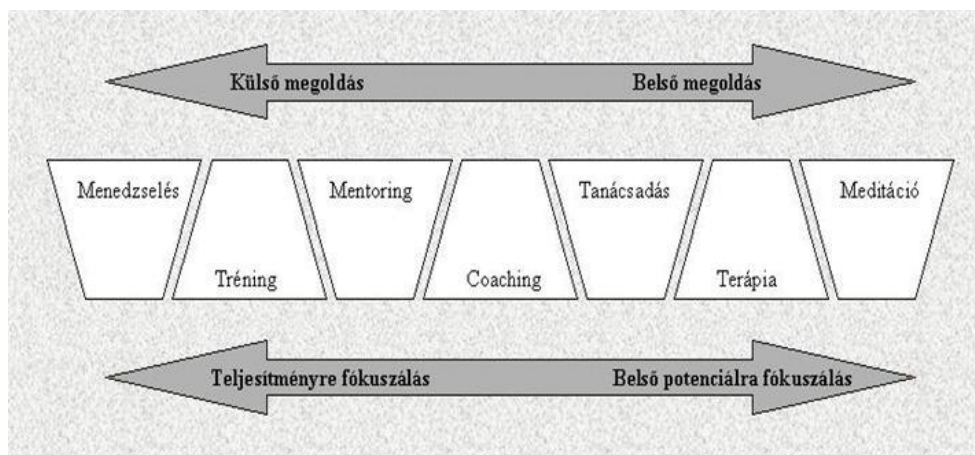 Külső megoldás Belső megoldás
Menedzselés Mentoring Tanácsadás Meditáció
Tréning Coaching Terápia
Teljesítményre fókuszálás Belső potenciálra fókuszálás